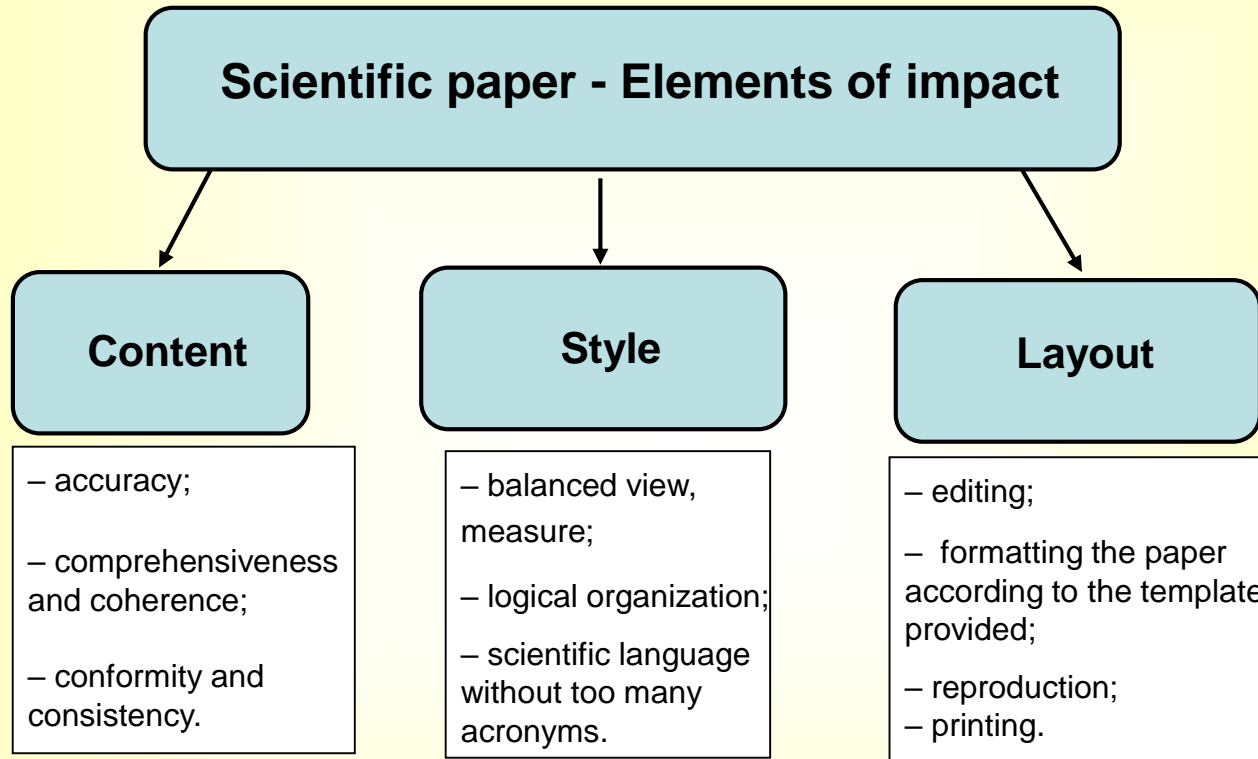 Scientific paper - Elements of impact
Content
– accuracy;
– comprehensiveness
and coherence;
– conformity and
consistency.
Style
– balanced view,
measure;
– logical organization;
– scientific language
without too many
acronyms.
Layout
– editing;
– formatting the paper
according to the template
provided;
– reproduction;
– printing.